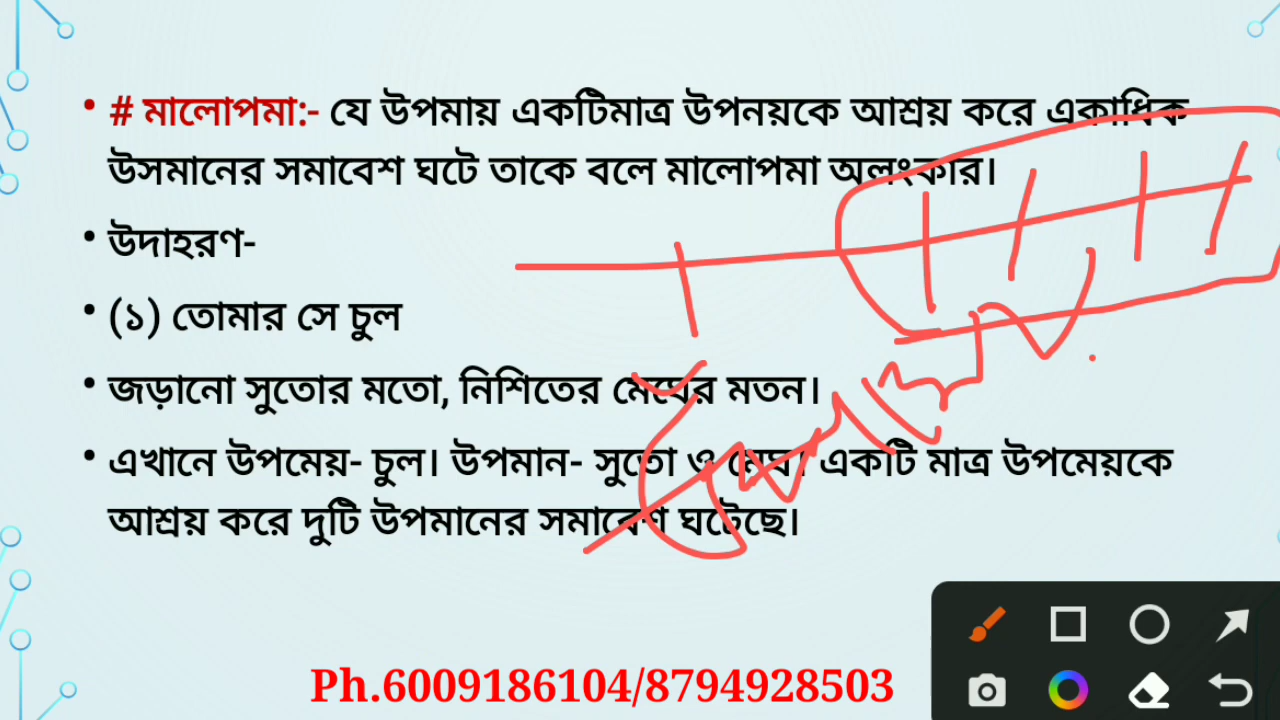 # মালোপমা:- যে উপমায় একটিমাত্র উপনয়কে আশ্রয় করে একাধিক
উসমানের সমাবেশ ঘটে তাকে বলে মালোপমা অলংকার।
উদাহরণ-
(১) তোমার সে চুল
জড়ানো সুতোর মতো, নিশিতের মেঘের মতন।
এখানে উপমেয়- চুল। উপমান- সুতো ও মেঘ। একটি মাত্র উপমেয়কে
আশ্রয় করে দুটি উপমানের সমাবেশ ঘটেছে।
Ph.6009186104/8794928503